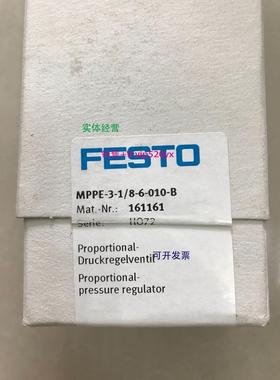 实体经营
FESTO
MPPE-3-1/8-6-010-B
Mat.-Nr.: 161161
Serie: H072
Proportional-
Druckregelventil
可开发票
Proportional-
pressure regulator